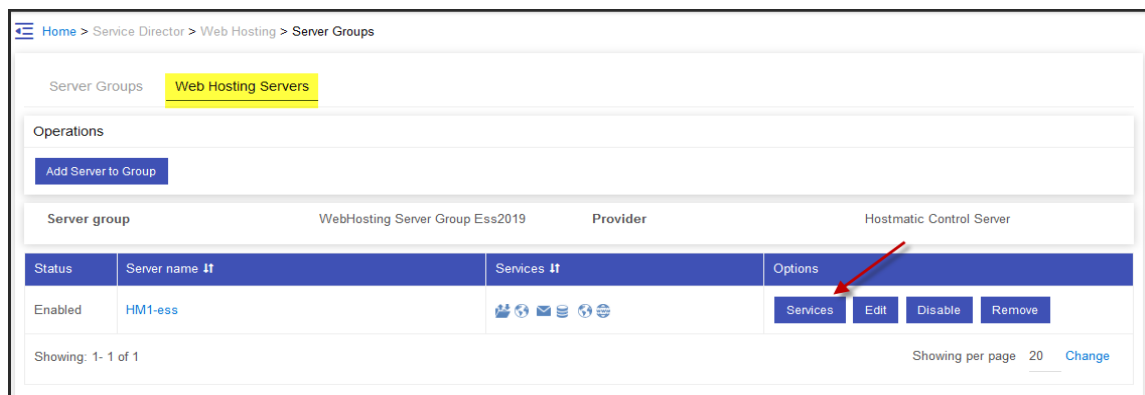 Home > Service Director > Web Hosting > Server Groups
Server Groups Web Hosting Servers
Operations
Add Server to Group
Server group WebHosting Server Group Ess2019 Provider Hostmatic Control Server
Status Server name Services Options
Enabled HM1-ess Services Edit Disable Remove
Showing: 1- 1 of 1 Showing per page 20 Change